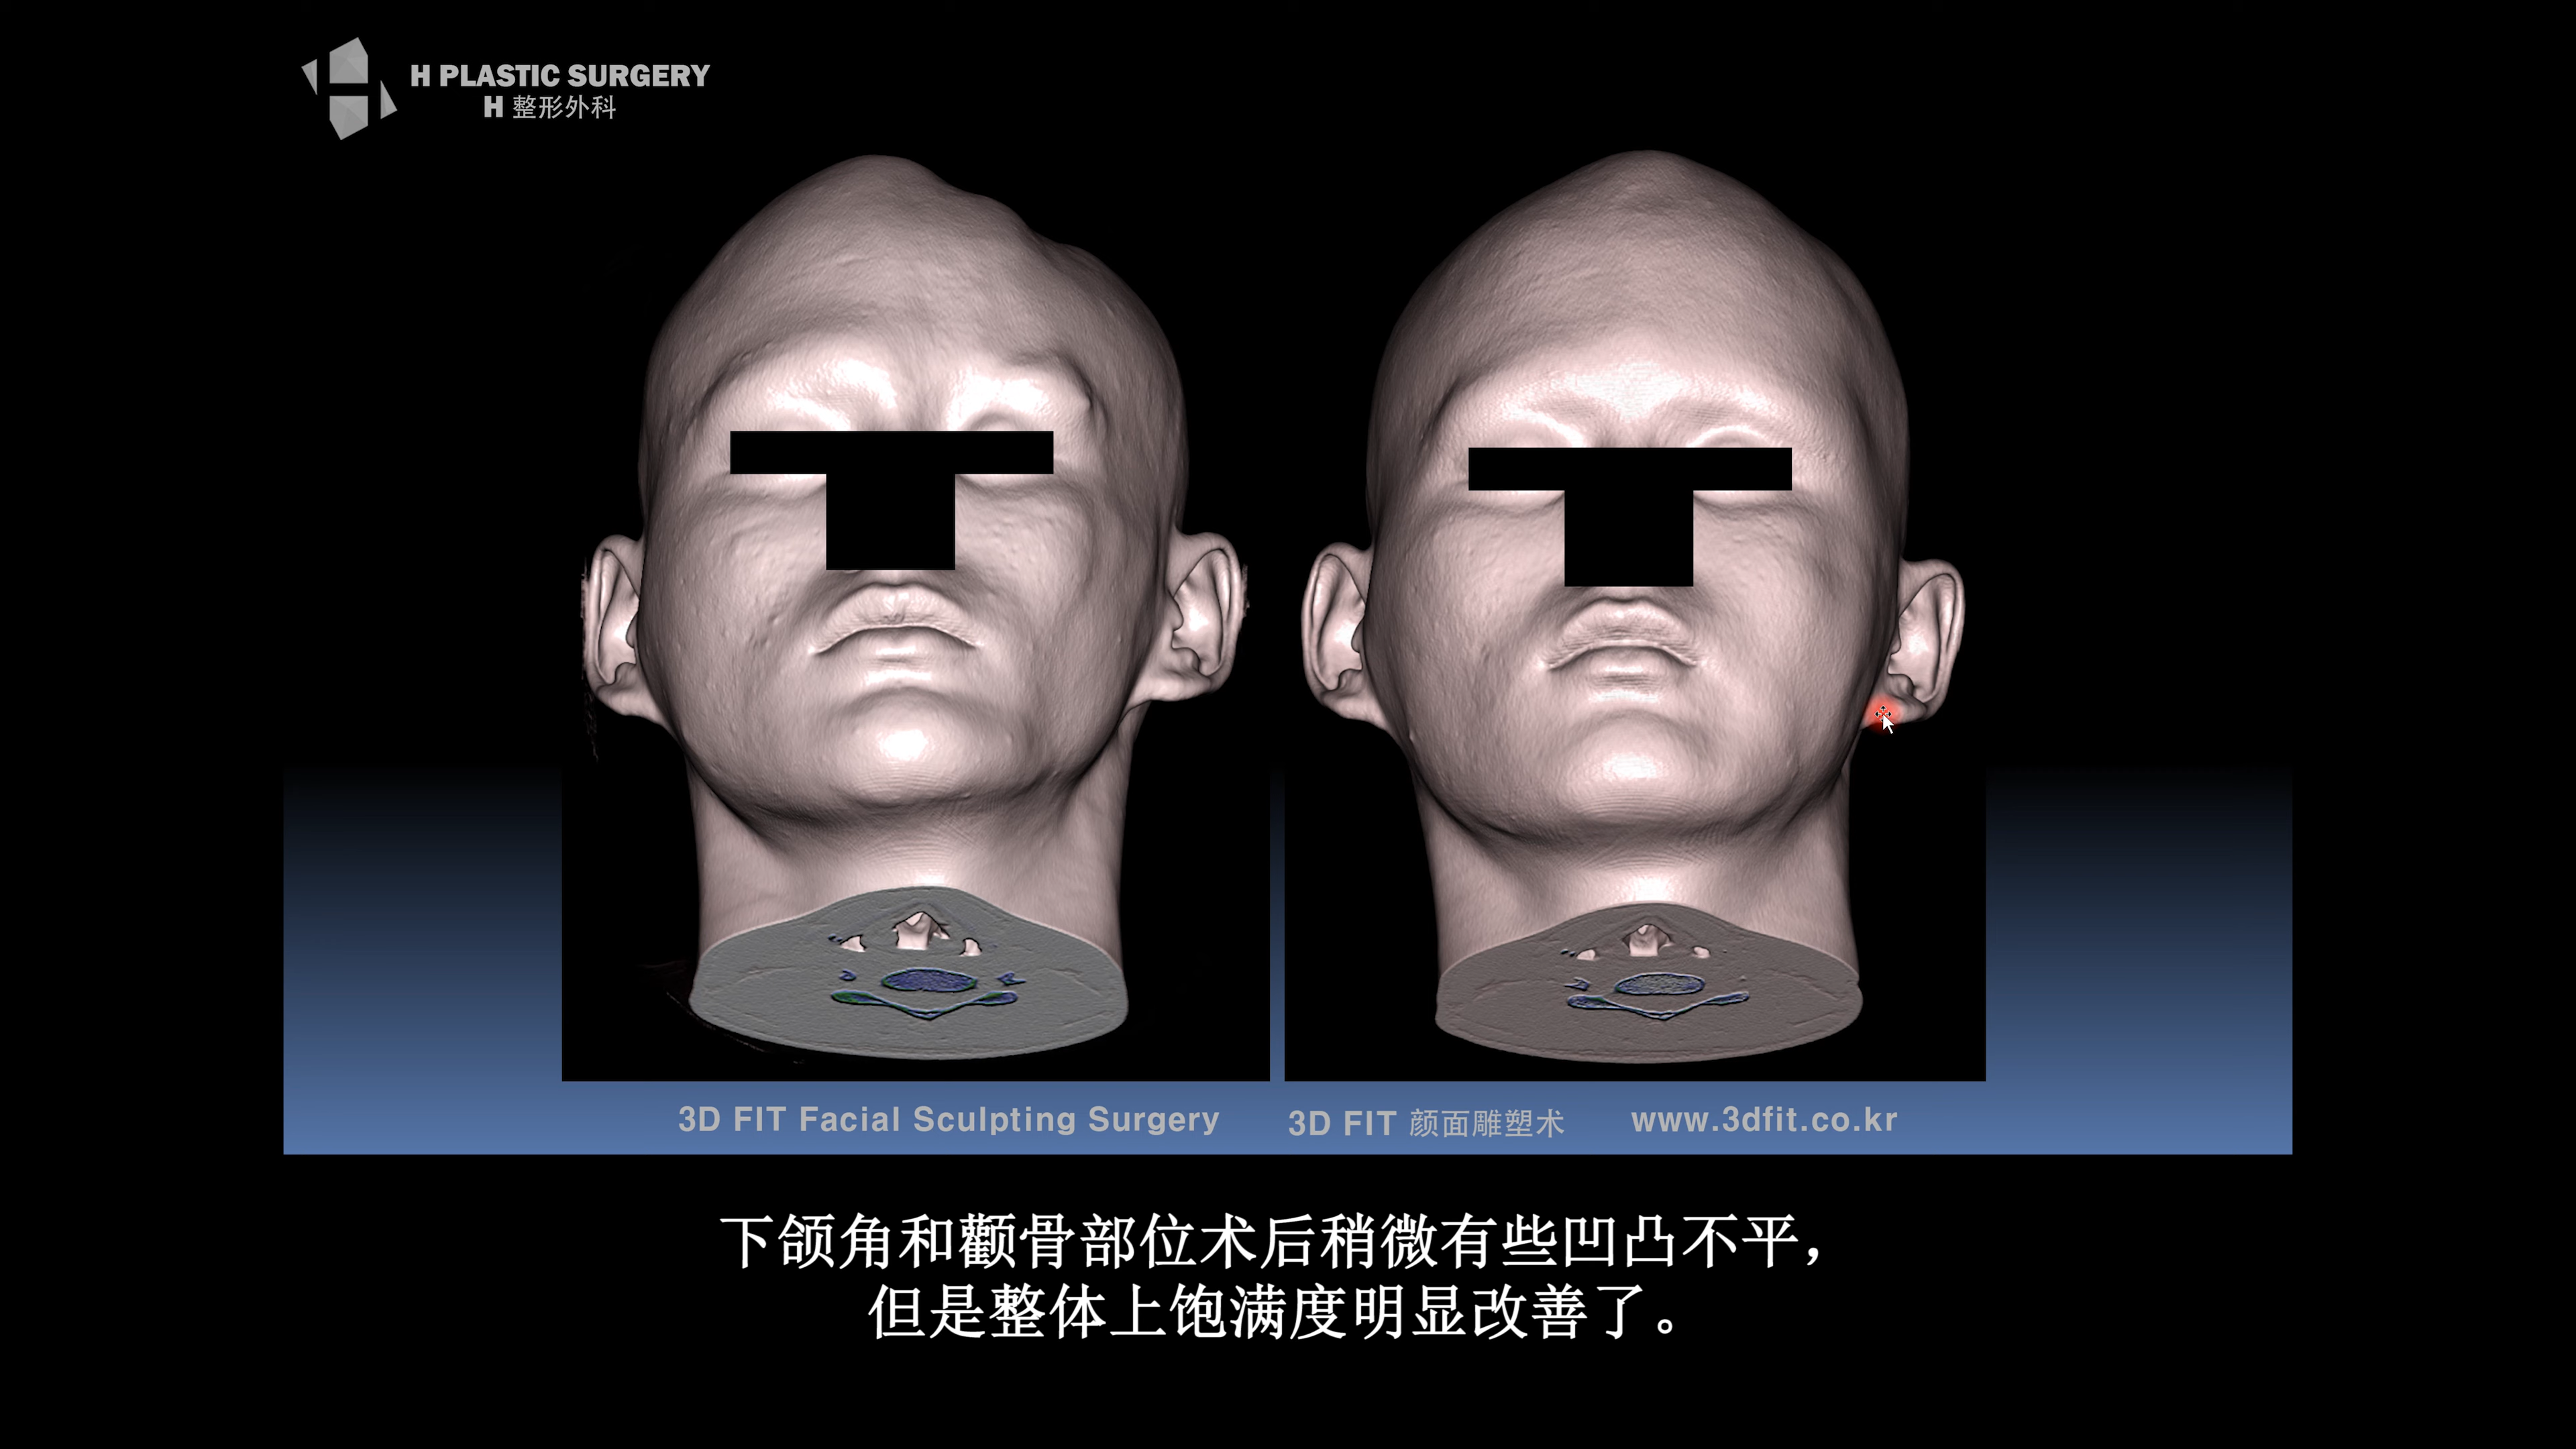 H PLASTIC SURGERY
H 整形外科
3D FIT Facial Sculpting Surgery 3D FIT 颜面雕塑术 www.3dfit.co.kr
下颌角和颧骨部位术后稍微有些凹凸不平，
但是整体上饱满度明显改善了。